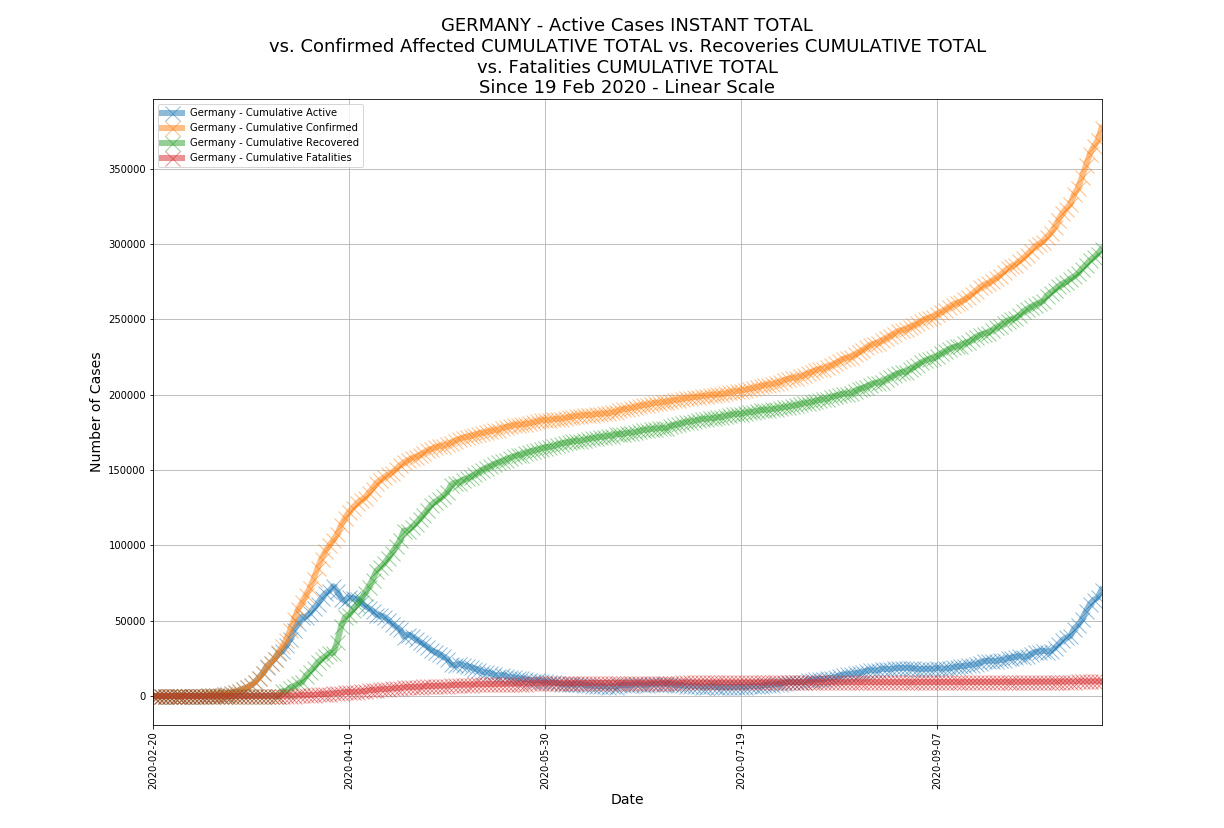 GERMANY - Active Cases INSTANT TOTAL
vs. Confirmed Affected CUMULATIVE TOTAL vs. Recoveries CUMULATIVE TOTAL
vs. Fatalities CUMULATIVE TOTAL
Since 19 Feb 2020 - Linear Scale
Germany - Cumulative Active
Germany - Cumulative Confirmed
Germany - Cumulative Recovered
Germany - Cumulative Fatalities
Number of Cases
350000
300000
250000
200000
150000
100000
50000
0
2020-02-20
2020-04-10
2020-05-30
2020-07-19
2020-09-07
Date